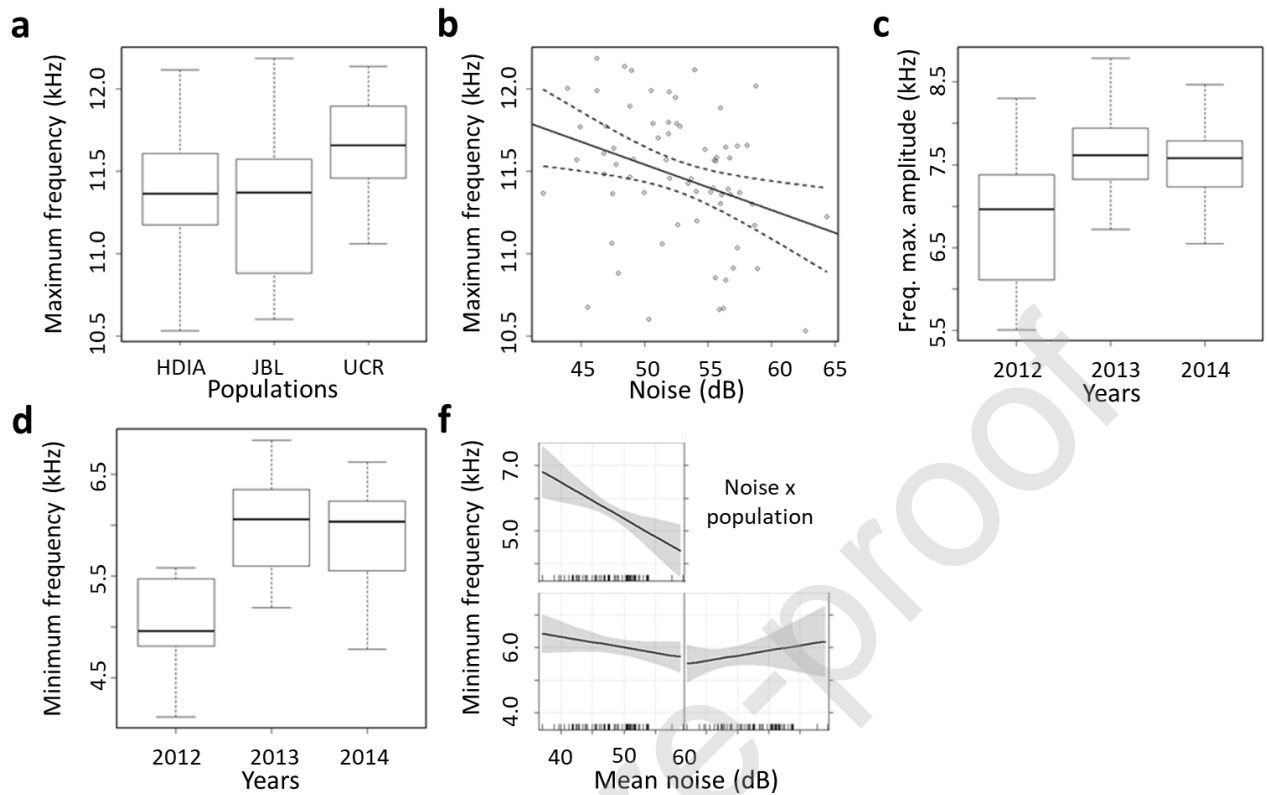 a
Maximum frequency (kHz)
12.0
11.5
11.0
10.5
HDIA JBL UCR
Populations
b
Maximum frequency (kHz)
12.0
11.5
11.0
10.5
45 50 55 60 65
Noise (dB)
c
Freq. max. amplitude (kHz)
8.5
7.5
6.5
5.5
2012 2013 2014
Years
d
Minimum frequency (kHz)
6.5
5.5
4.5
2012 2013 2014
Years
f
Minimum frequency (kHz)
7.0
5.0
Noise x
population
6.0
4.0
40 50 60
Mean noise (dB)
re-proof